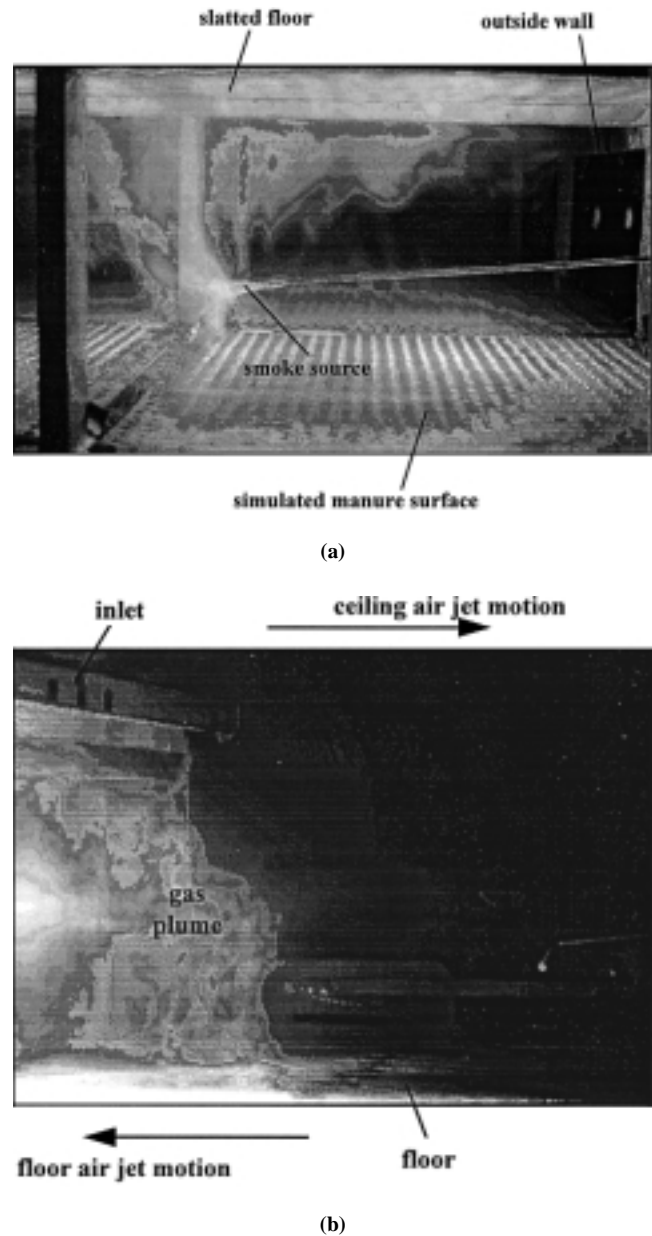 slatted floor
outside wall
smoke source
simulated manure surface
(a)
inlet
ceiling air jet motion
gas
plume
floor air jet motion
floor
(b)